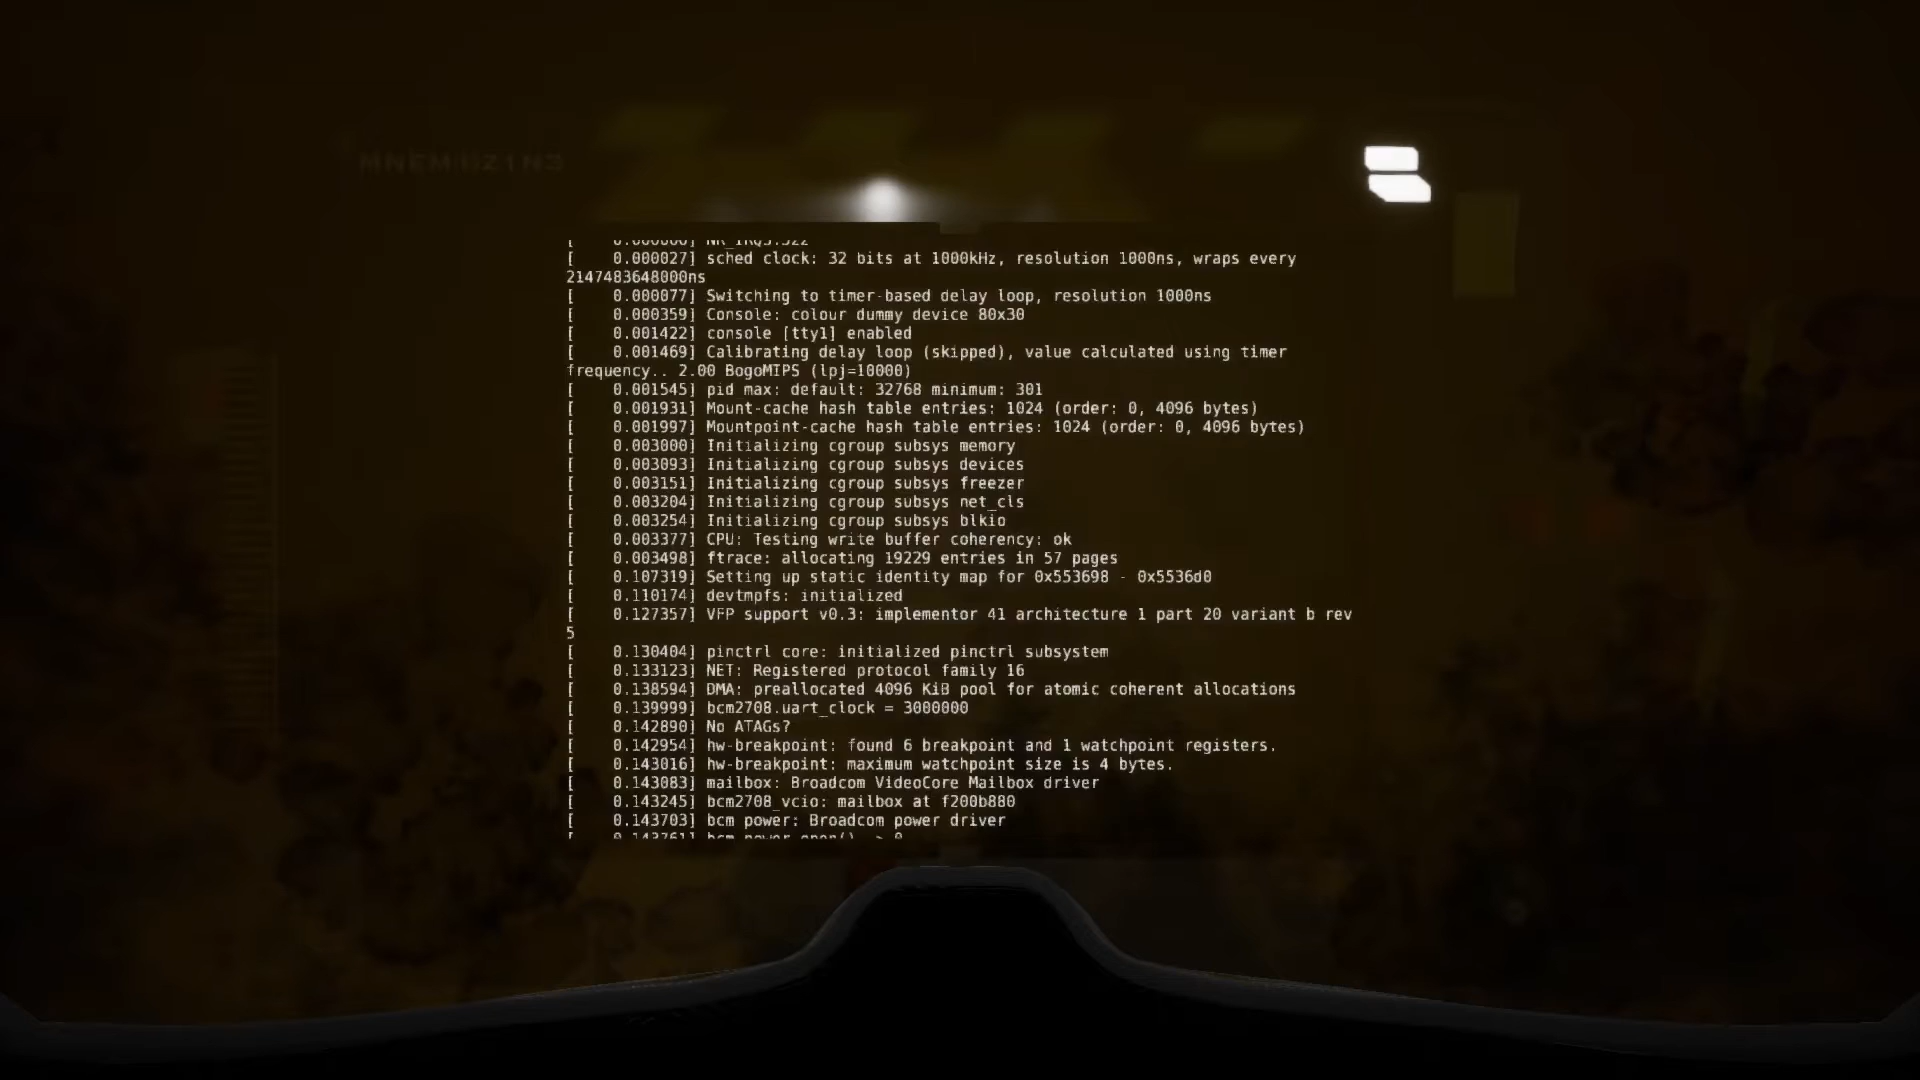 [    0.000000] NR_IRQS:522
[    0.000027] sched clock: 32 bits at 1000kHz, resolution 1000ns, wraps every
2147483648000ns
[    0.000077] Switching to timer-based delay loop, resolution 1000ns
[    0.000359] Console: colour dummy device 80x30
[    0.001422] console [tty1] enabled
[    0.001469] Calibrating delay loop (skipped), value calculated using timer
frequency.. 2.00 BogoMIPS (lpj=10000)
[    0.001545] pid max: default: 32768 minimum: 301
[    0.001931] Mount-cache hash table entries: 1024 (order: 0, 4096 bytes)
[    0.001997] Mountpoint-cache hash table entries: 1024 (order: 0, 4096 bytes)
[    0.003000] Initializing cgroup subsys memory
[    0.003093] Initializing cgroup subsys devices
[    0.003151] Initializing cgroup subsys freezer
[    0.003204] Initializing cgroup subsys net_cls
[    0.003254] Initializing cgroup subsys blkio
[    0.003377] CPU: Testing write buffer coherency: ok
[    0.003498] ftrace: allocating 19229 entries in 57 pages
[    0.107319] Setting up static identity map for 0x553698 - 0x5536d0
[    0.110174] devtmpfs: initialized
[    0.127357] VFP support v0.3: implementor 41 architecture 1 part 20 variant b rev
5
[    0.130404] pinctrl core: initialized pinctrl subsystem
[    0.133123] NET: Registered protocol family 16
[    0.138594] DMA: preallocated 4096 KiB pool for atomic coherent allocations
[    0.139999] bcm2708.uart_clock = 3000000
[    0.142890] No ATAGs?
[    0.142954] hw-breakpoint: found 6 breakpoint and 1 watchpoint registers.
[    0.143016] hw-breakpoint: maximum watchpoint size is 4 bytes.
[    0.143083] mailbox: Broadcom VideoCore Mailbox driver
[    0.143245] bcm2708_vcio: mailbox at f200b880
[    0.143703] bcm power: Broadcom power driver
[    0.143761] bcm power open() -> 0